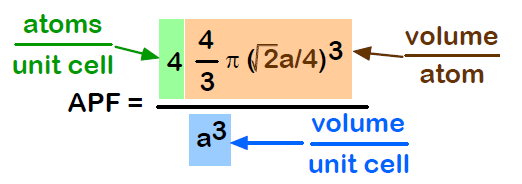 atoms
unit cell
APF = 4 4/3 π (√2a/4)³
volume
atom
a³
volume
unit cell